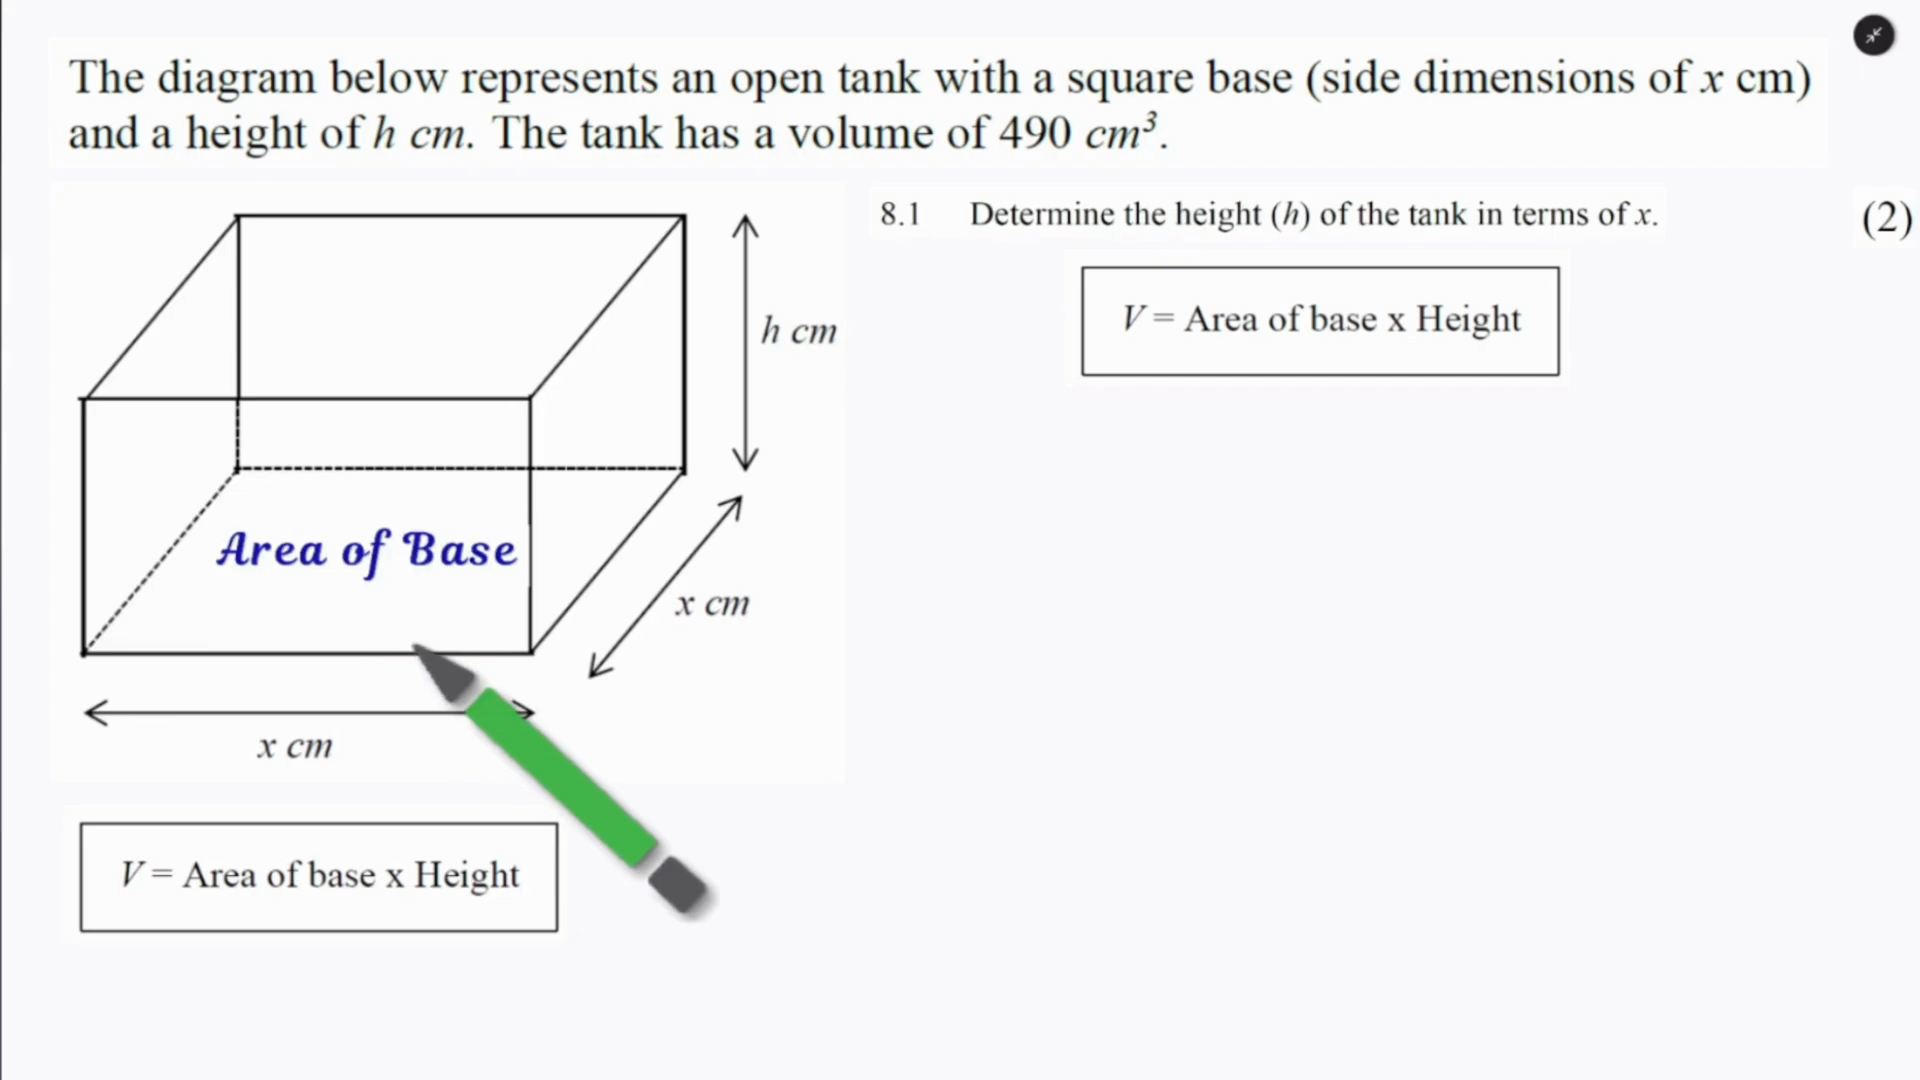 The diagram below represents an open tank with a square base (side dimensions of x cm)
and a height of h cm. The tank has a volume of 490 cm³.
8.1 Determine the height (h) of the tank in terms of x. (2)
V = Area of base x Height
h cm
Area of Base
x cm
x cm
V = Area of base x Height